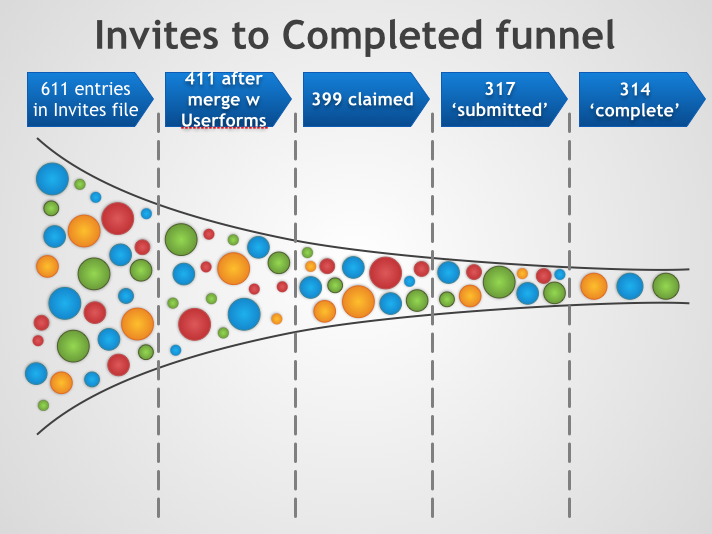 Invites to Completed funnel
611 entries
in Invites file
411 after
merge w
Userforms
399 claimed
317
‘submitted’
314
‘complete’